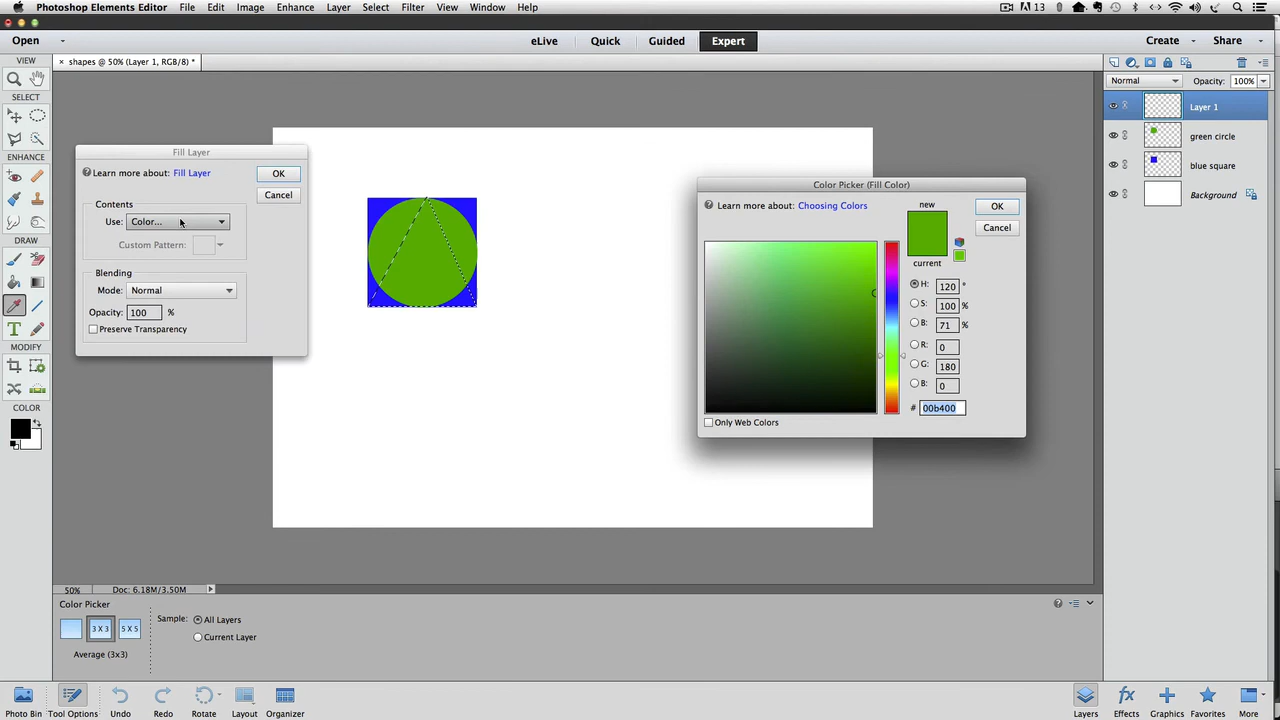 Photoshop Elements Editor File Edit Image Enhance Layer Select Filter View Window Help 13
Open eLive Quick Guided Expert Create Share
× shapes @ 50% (Layer 1, RGB/8) *
VIEW
SELECT
ENHANCE
DRAW
MODIFY
COLOR
Fill Layer
Learn more about: Fill Layer OK
Cancel
Contents
Use: Color...
Custom Pattern:
Blending
Mode: Normal
Opacity: 100 %
Preserve Transparency
Color Picker (Fill Color)
Learn more about: Choosing Colors new OK
Cancel
current
H: 120 °
S: 100 %
B: 71 %
R: 0
G: 180
B: 0
# 00b400
Only Web Colors
Normal Opacity: 100%
Layer 1
green circle
blue square
Background
50% Doc: 6.18M/3.50M
Color Picker
Sample: All Layers
Current Layer
3 X 3 5 X 5
Average (3x3)
Photo Bin Tool Options Undo Redo Rotate Layout Organizer Layers Effects Graphics Favorites More